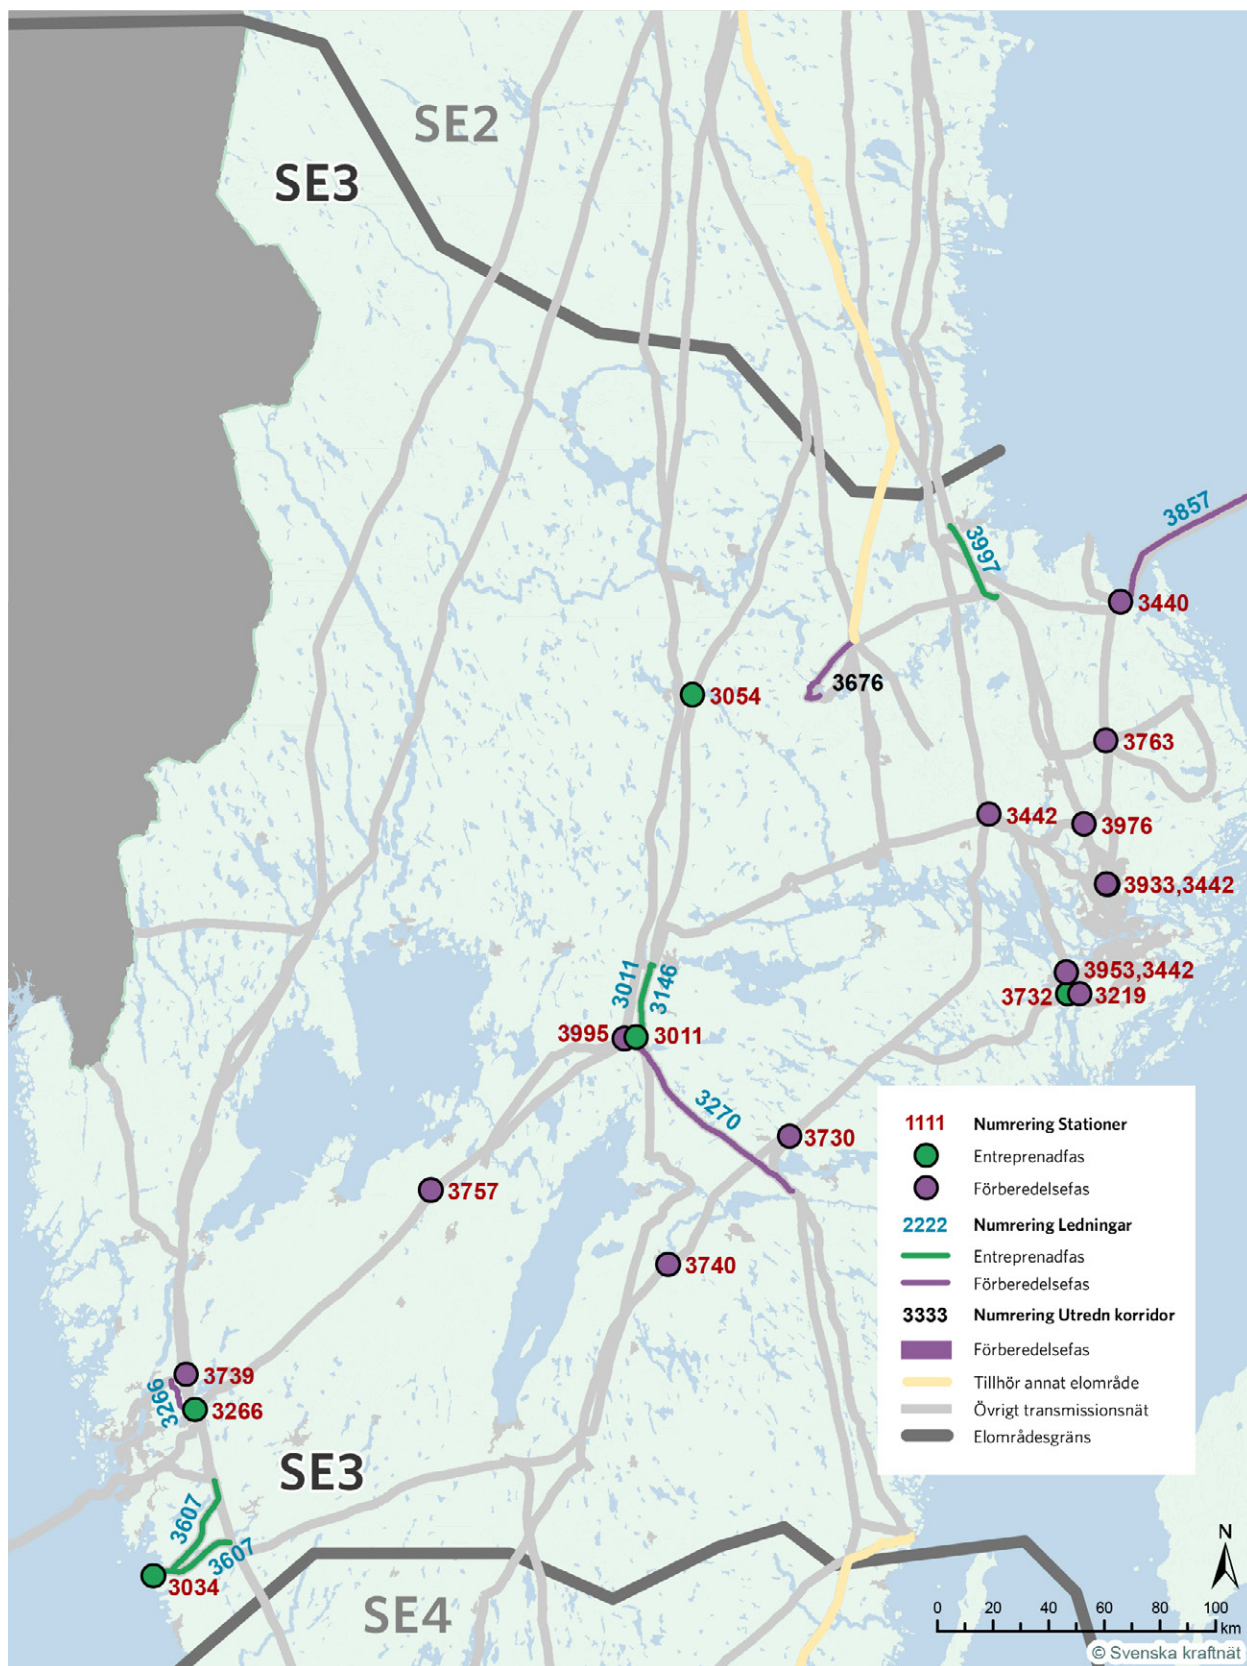 SE2
SE3
3857
3997
3440
3676
3054
3763
3442
3976
3933,3442
3011
3146
3953,3442
3732
3219
3995
3011
3270
3730
3757
3740
3739
3266
3266
SE3
3607
3607
3034
SE4
1111 Numrering Stationer
Entreprenadfas
Förberedelsefas
2222 Numrering Ledningar
Entreprenadfas
Förberedelsefas
3333 Numrering Utredn korridor
Förberedelsefas
Tillhör annat elområde
Övrigt transmissionsnät
Elområdesgräns
N
0 20 40 60 80 100
km
© Svenska kraftnät